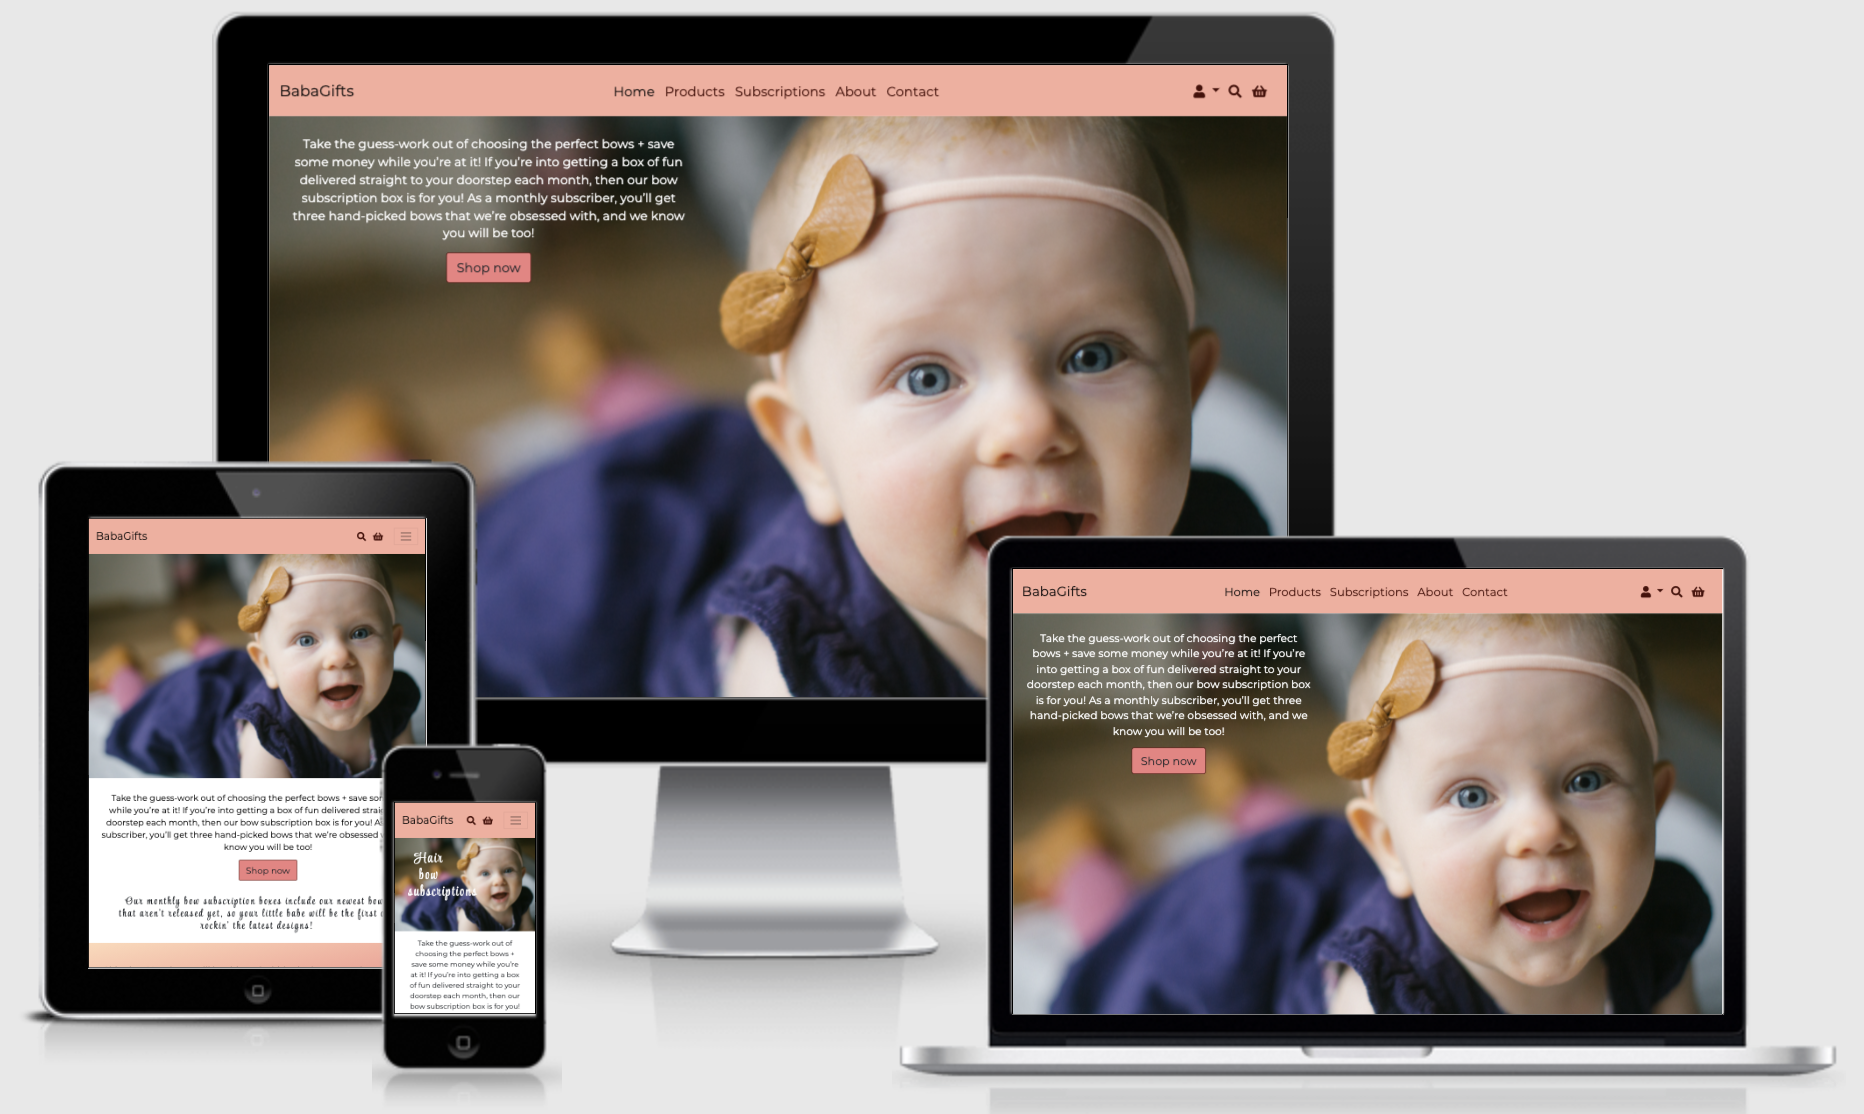 BabaGifts
Home Products Subscriptions About Contact
Take the guess-work out of choosing the perfect bows + save
some money while you're at it! If you're into getting a box of fun
delivered straight to your doorstep each month, then our bow
subscription box is for you! As a monthly subscriber, you'll get
three hand-picked bows that we're obsessed with, and we know
you will be too!
Shop now
BabaGifts
Take the guess-work out of choosing the perfect bows + save
while you're at it! If you're into getting a box of fun delivered
doorstep each month, then our bow subscription box is for you!
subscriber, you'll get three hand-picked bows that we're obsessed
know you will be too!
Shop now
Our monthly bow subscription boxes include our newest
that aren't released yet, so your little babe will be the first
rockin' the latest designs!
BabaGifts
Hair
bow
subscriptions
Take the guess-work out of
choosing the perfect bows +
save some money while you're
at it! If you're into getting a box
of fun delivered straight to your
doorstep each month, then our
bow subscription box is for you!
BabaGifts
Home Products Subscriptions About Contact
Take the guess-work out of choosing the perfect
bows + save some money while you're at it! If you're
into getting a box of fun delivered straight to your
doorstep each month, then our bow subscription box
is for you! As a monthly subscriber, you'll get three
hand-picked bows that we're obsessed with, and we
know you will be too!
Shop now